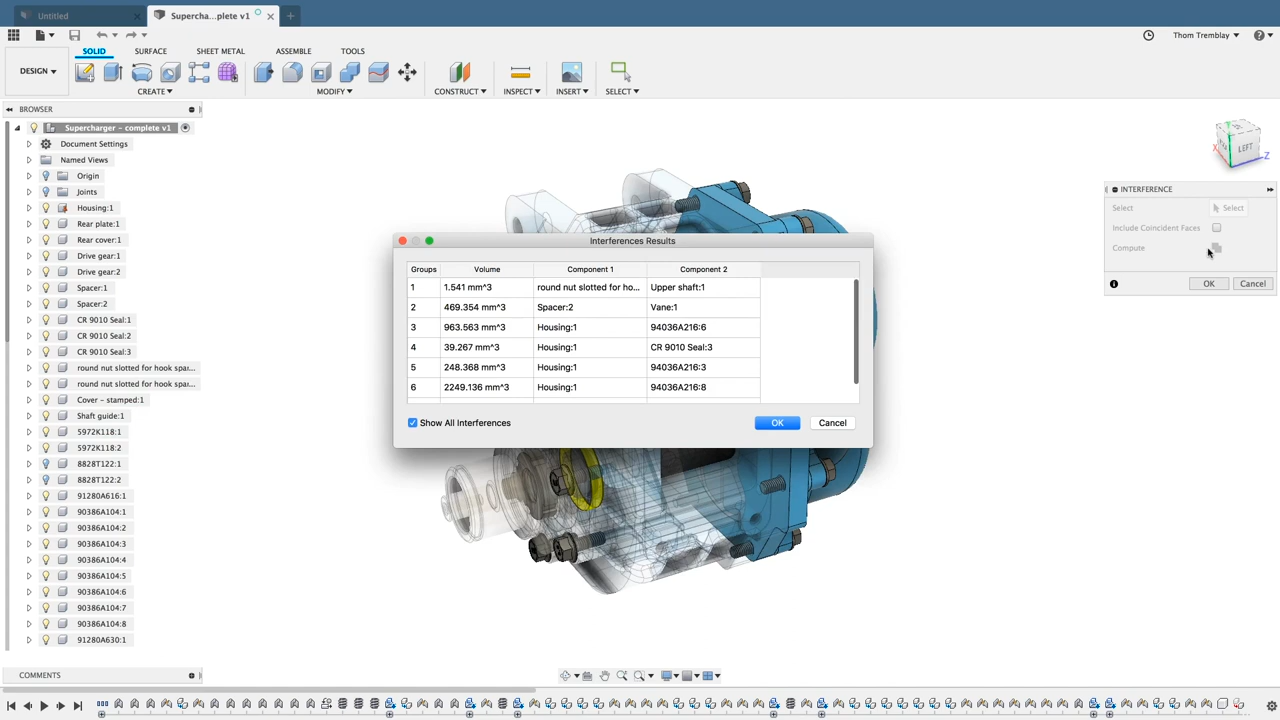 Untitled
Supercha...plete v1
Thom Tremblay
SOLID
SURFACE
SHEET METAL
ASSEMBLE
TOOLS
DESIGN
CREATE
MODIFY
CONSTRUCT
INSPECT
INSERT
SELECT
BROWSER
Supercharger - complete v1
Document Settings
Named Views
Origin
Joints
Housing:1
Rear plate:1
Rear cover:1
Drive gear:1
Drive gear:2
Spacer:1
Spacer:2
CR 9010 Seal:1
CR 9010 Seal:2
CR 9010 Seal:3
round nut slotted for hook span...
round nut slotted for hook span...
Cover - stamped:1
Shaft guide:1
5972K118:1
5972K118:2
8828T122:1
8828T122:2
91280A616:1
90386A104:1
90386A104:2
90386A104:3
90386A104:4
90386A104:5
90386A104:6
90386A104:7
90386A104:8
91280A630:1
COMMENTS
LEFT
X
Z
INTERFERENCE
Select Select
Include Coincident Faces
Compute
OK Cancel
Interferences Results
Groups Volume Component 1 Component 2
1 1.541 mm^3 round nut slotted for ho... Upper shaft:1
2 469.354 mm^3 Spacer:2 Vane:1
3 963.563 mm^3 Housing:1 94036A216:6
4 39.267 mm^3 Housing:1 CR 9010 Seal:3
5 248.368 mm^3 Housing:1 94036A216:3
6 2249.136 mm^3 Housing:1 94036A216:8
Show All Interferences
OK Cancel